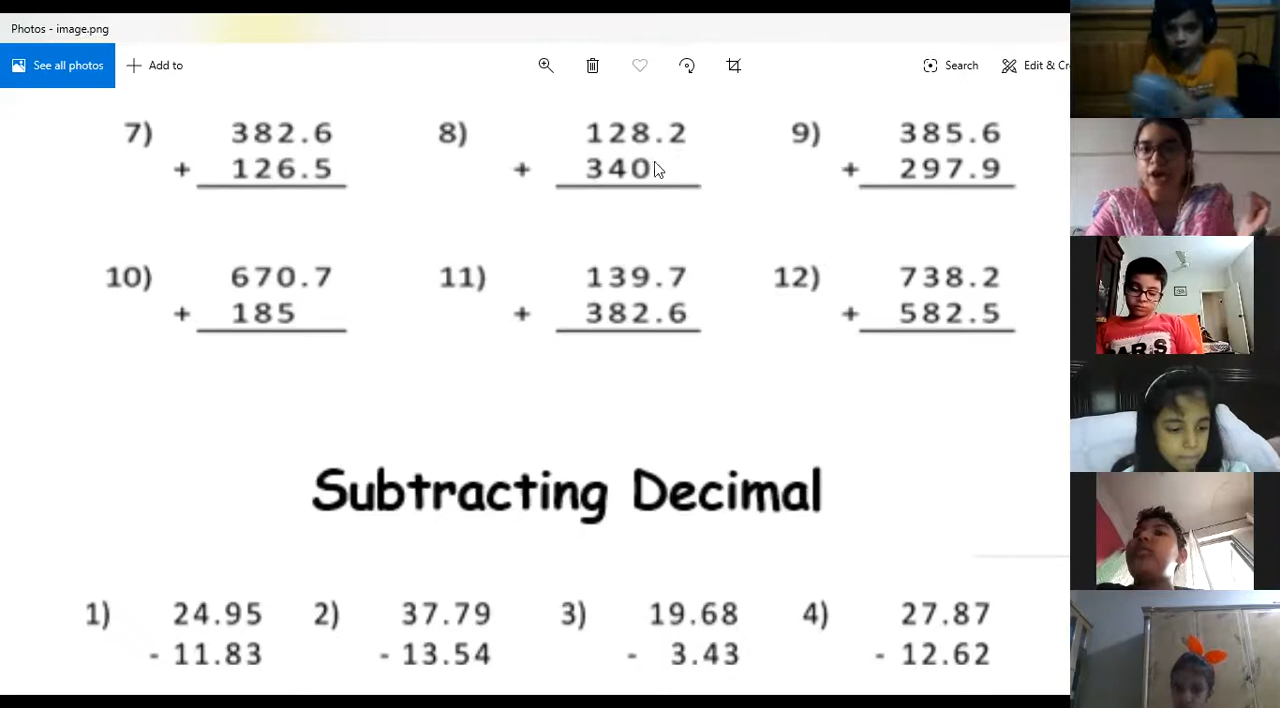 Photos - image.png
See all photos
Add to
Search
Edit & Cr
7) 382.6 8) 128.2 9) 385.6
+ 126.5 + 340 + 297.9
10) 670.7 11) 139.7 12) 738.2
+ 185 + 382.6 + 582.5
Subtracting Decimal
1) 24.95 2) 37.79 3) 19.68 4) 27.87
- 11.83 - 13.54 - 3.43 - 12.62